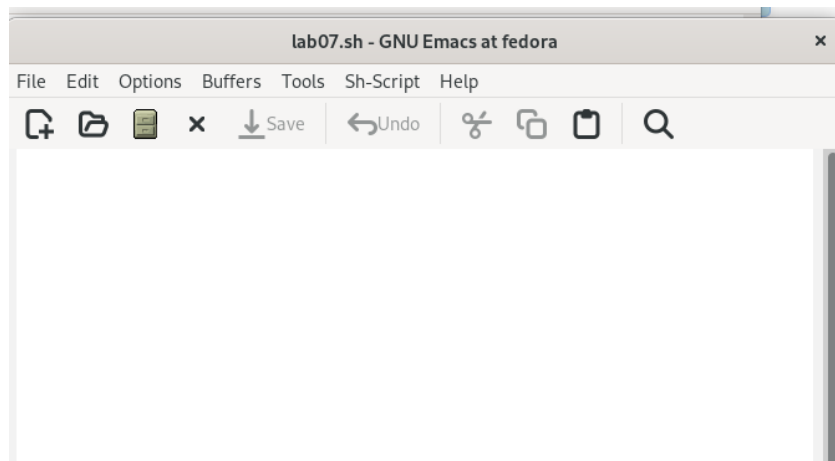 lab07.sh - GNU Emacs at fedora
File Edit Options Buffers Tools Sh-Script Help
Save Undo